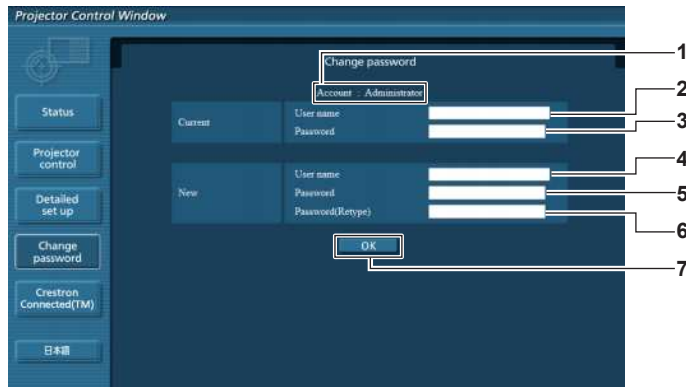 Projector Control Window
Change password
Account : Administrator
Status
Projector
control
Detailed
set up
Change
password
Crestron
Connected(TM)
日本語
Current
User name
Password
New
User name
Password
Password(Retype)
OK
1
2
3
4
5
6
7